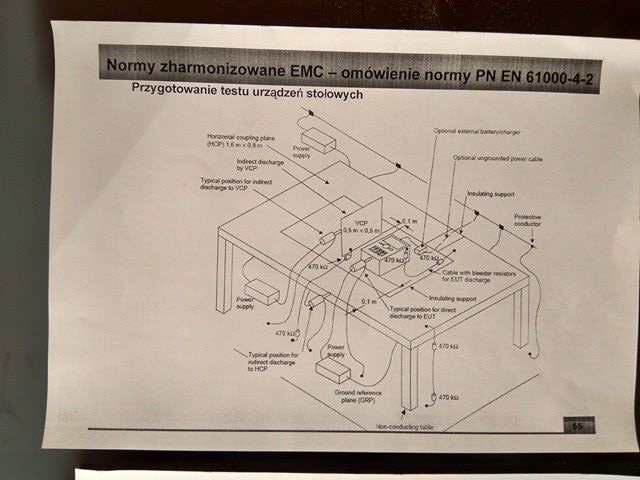 Normy zharmonizowane EMC – omówienie normy PN EN 61000-4-2
Przygotowanie testu urządzeń stołowych
Horizontal coupling plane
(HCP) 1,6 m × 0,8 m
Power
supply
Optional external battery/charger
Indirect discharge
by VCP
Optional ungrounded power cable
Typical position for indirect
discharge to VCP
Insulating support
VCP
0,5 m × 0,5 m
0,1 m
Protective
conductor
470 kΩ
470 kΩ
470 kΩ
Cable with bleeder resistors
for EUT discharge
Power
supply
0,1 m
Insulating support
Typical position for direct
discharge to EUT
470 kΩ
Typical position for
indirect discharge
to HCP
Power
supply
470 kΩ
Ground reference
plane (GRP)
470 kΩ
Non-conducting table
55